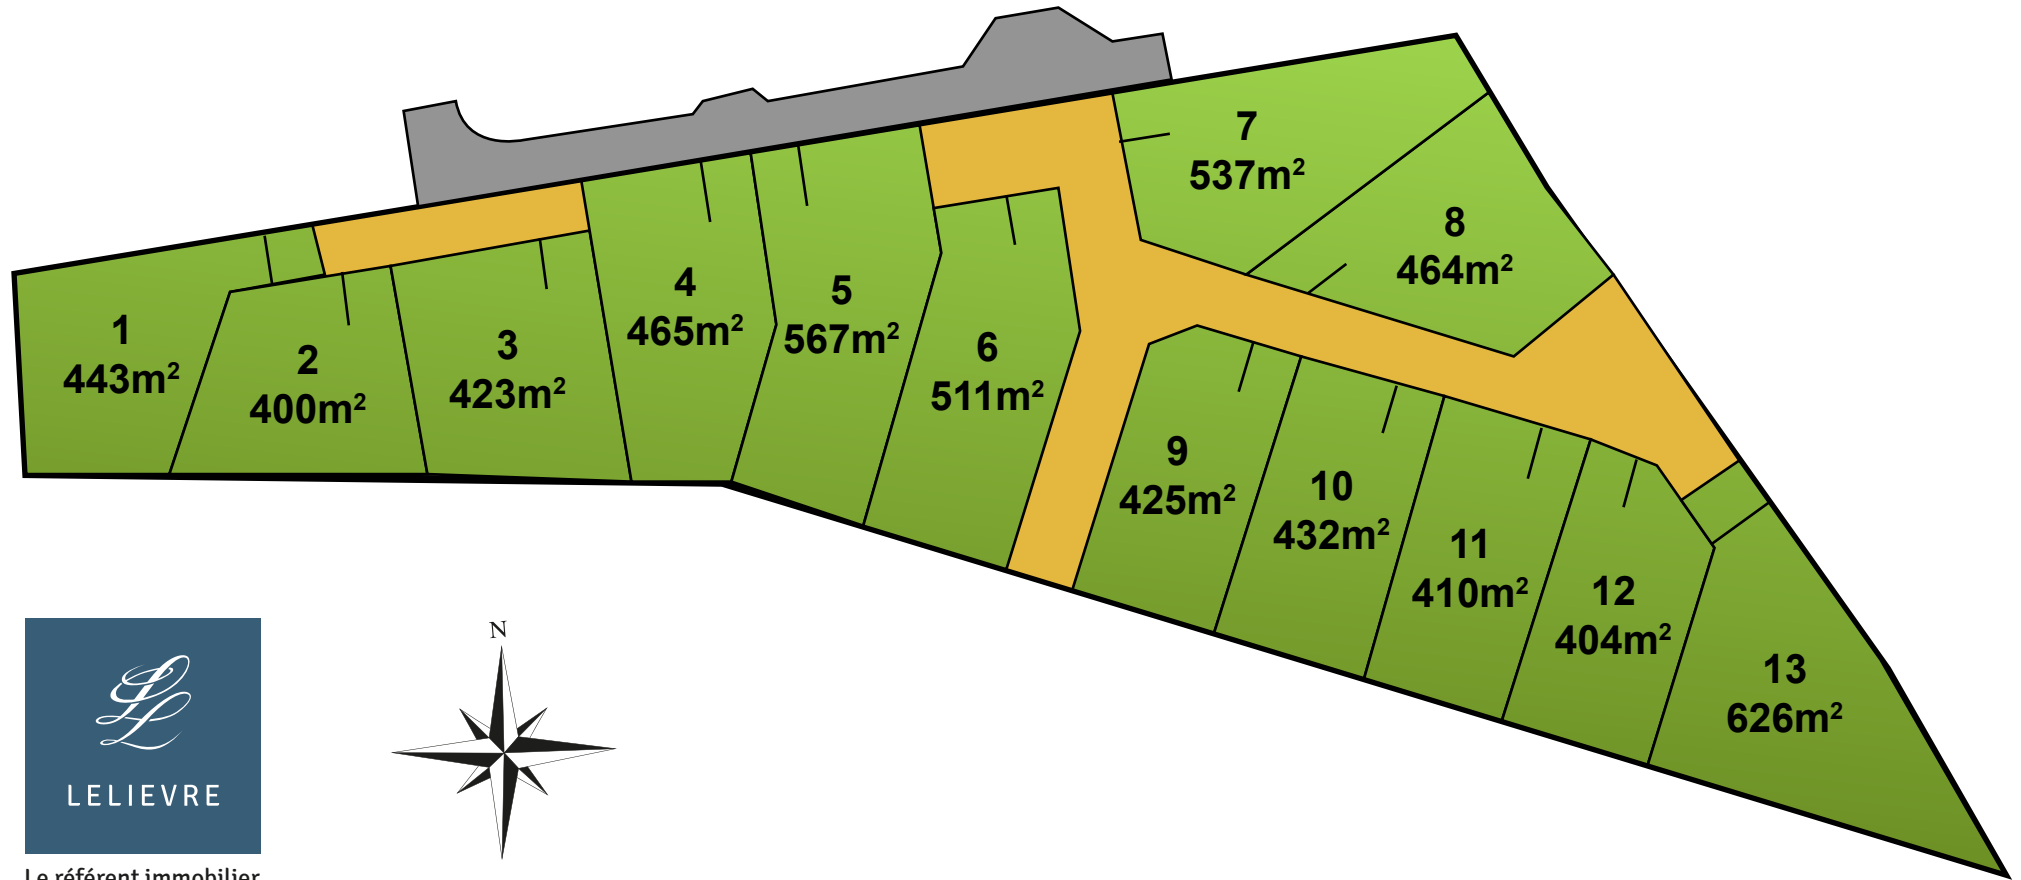 1
443m²
2
400m²
3
423m²
4
465m²
5
567m²
6
511m²
7
537m²
8
464m²
9
425m²
10
432m²
11
410m²
12
404m²
13
626m²
N
LL
LELIEVRE
Le référent immobilier